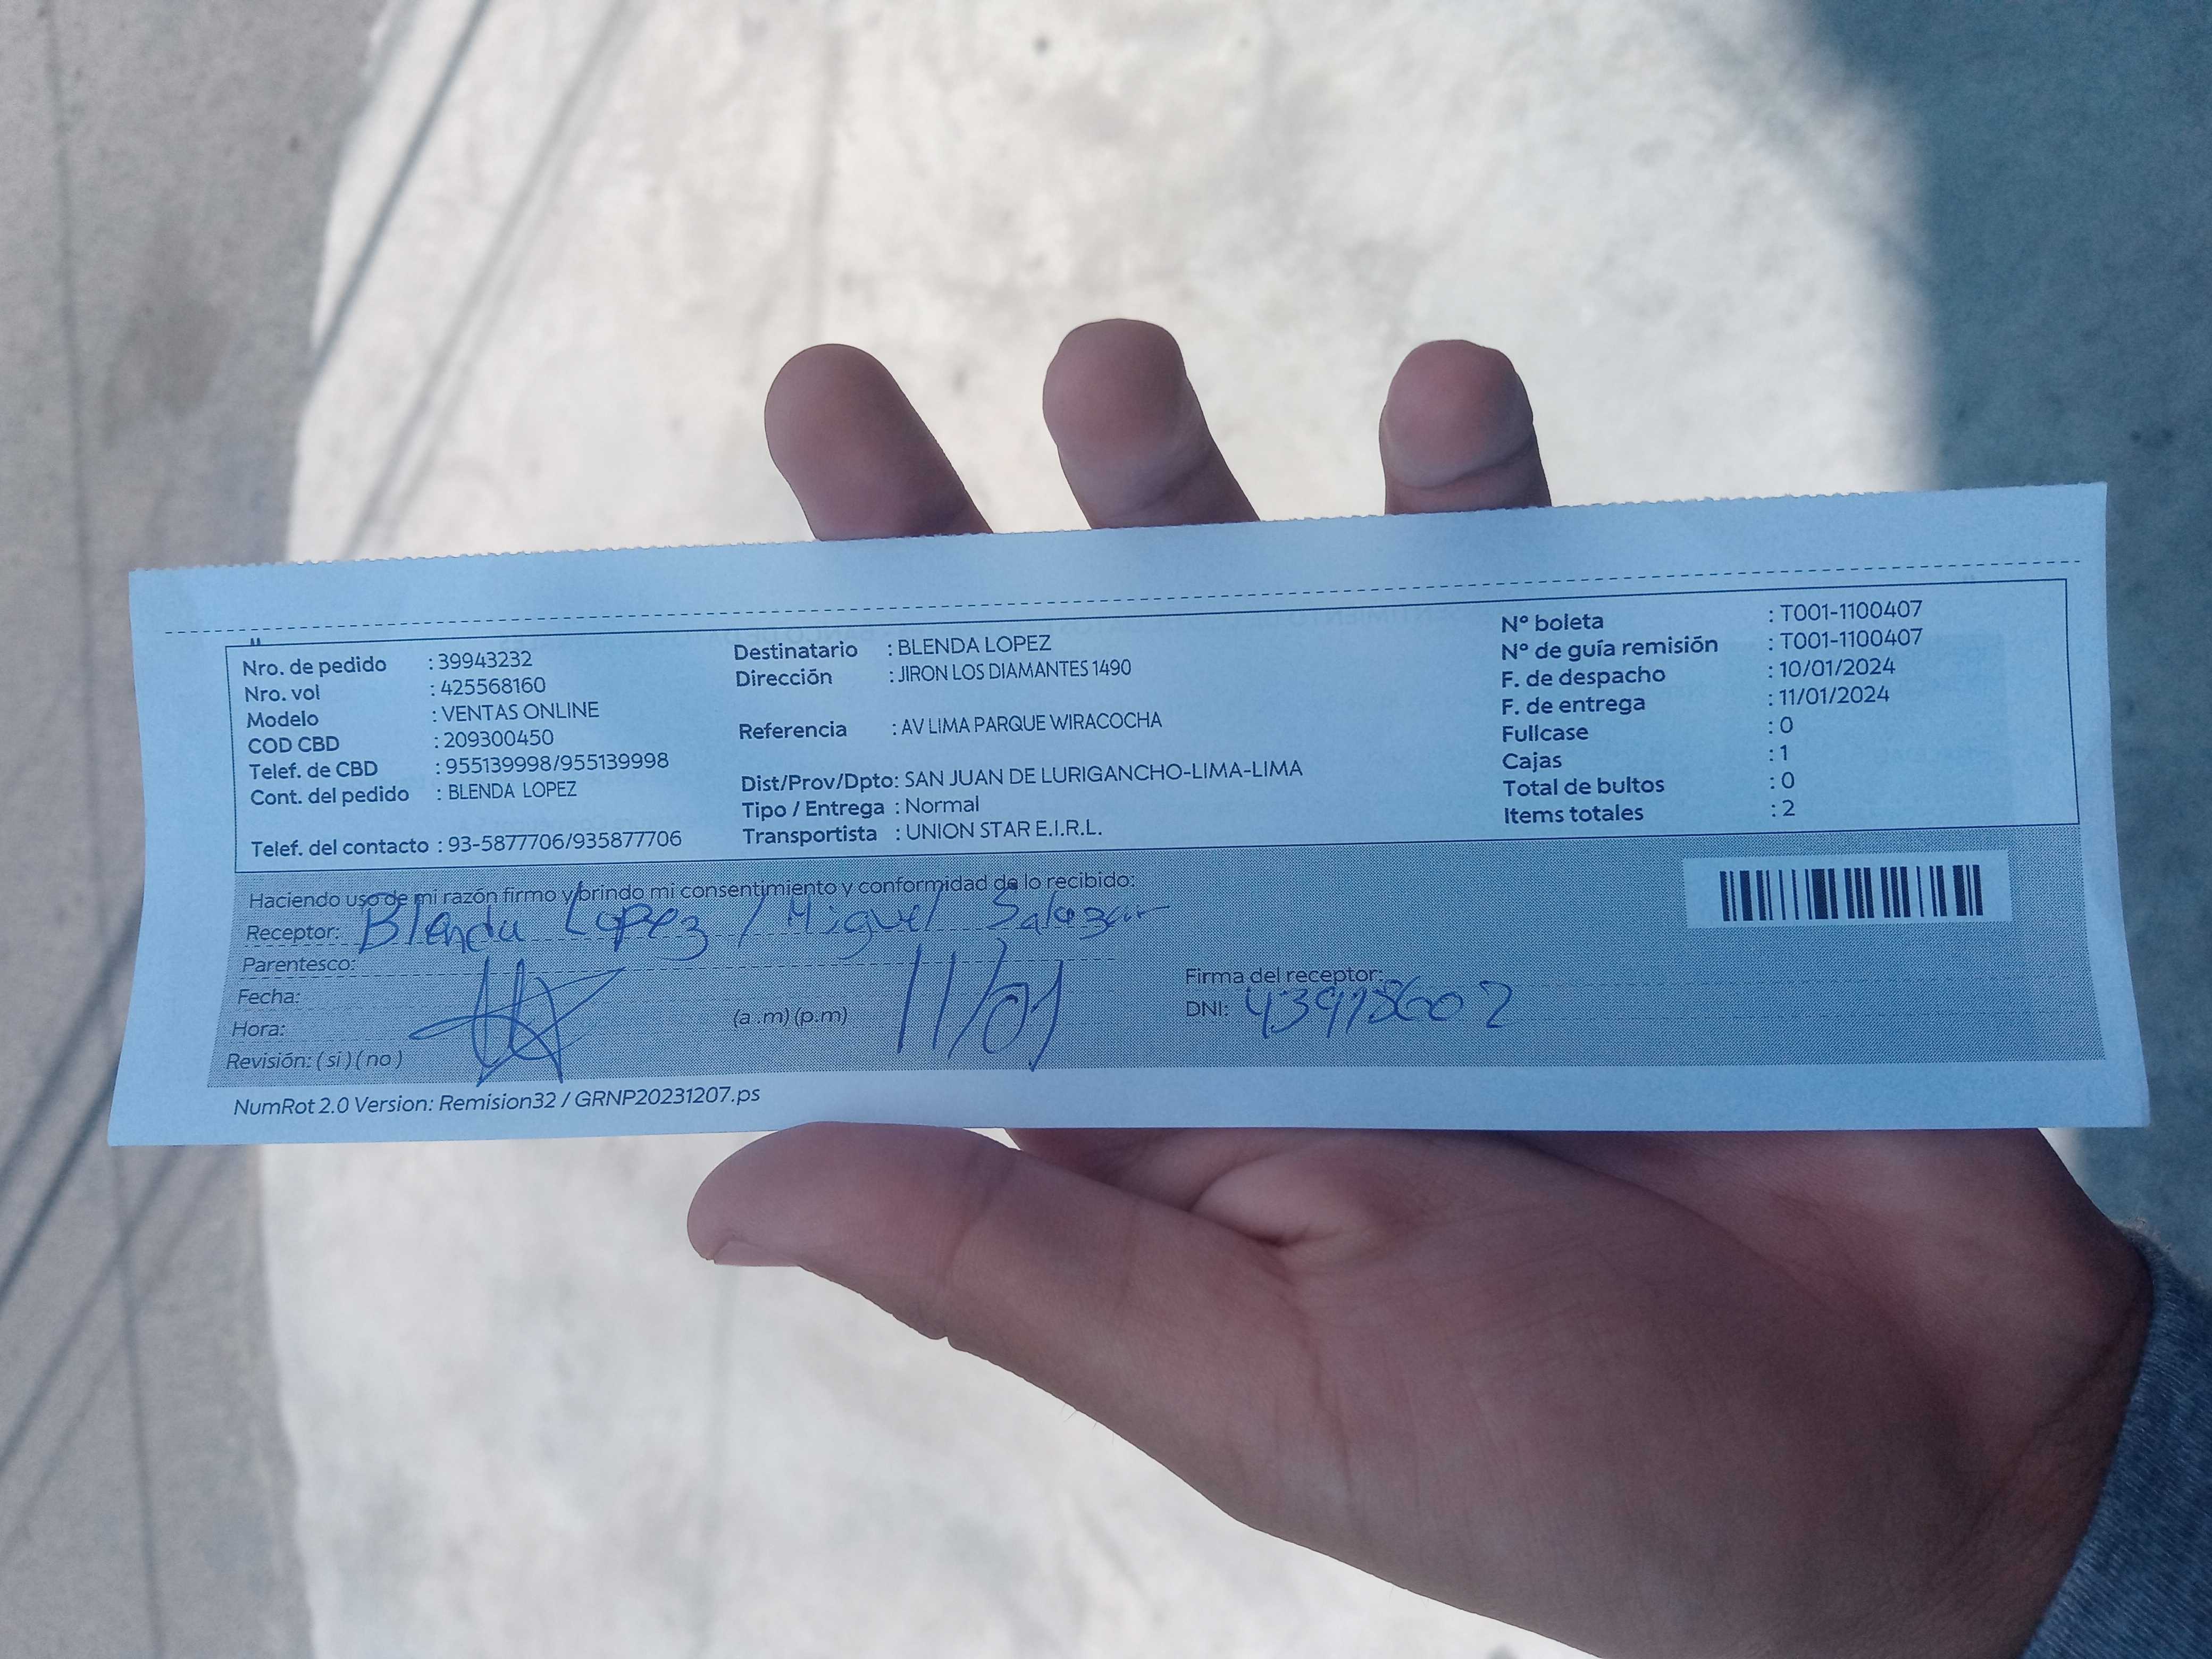 Nro. de pedido : 39943232
Nro. vol : 425568160
Modelo : VENTAS ONLINE
COD CBD : 209300450
Telef. de CBD : 955139998/955139998
Cont. del pedido : BLENDA LOPEZ
Telef. del contacto : 93-5877706/935877706
Destinatario : BLENDA LOPEZ
Dirección : JIRON LOS DIAMANTES 1490
Referencia : AV LIMA PARQUE WIRACOCHA
Dist/Prov/Dpto: SAN JUAN DE LURIGANCHO-LIMA-LIMA
Tipo / Entrega : Normal
Transportista : UNION STAR E.I.R.L.
Nº boleta : T001-1100407
Nº de guía remisión : T001-1100407
F. de despacho : 10/01/2024
F. de entrega : 11/01/2024
Fullcase : 0
Cajas : 1
Total de bultos : 0
Items totales : 2
Haciendo uso de mi razón firmo y brindo mi consentimiento y conformidad de lo recibido:
Receptor: Blenda Lopez / Miguel Salazar
Parentesco:
Fecha:
Hora: (a .m) (p.m) 11/01
Revisión: ( si ) ( no )
Firma del receptor:
DNI:
NumRot 2.0 Version: Remision32 / GRNP20231207.ps